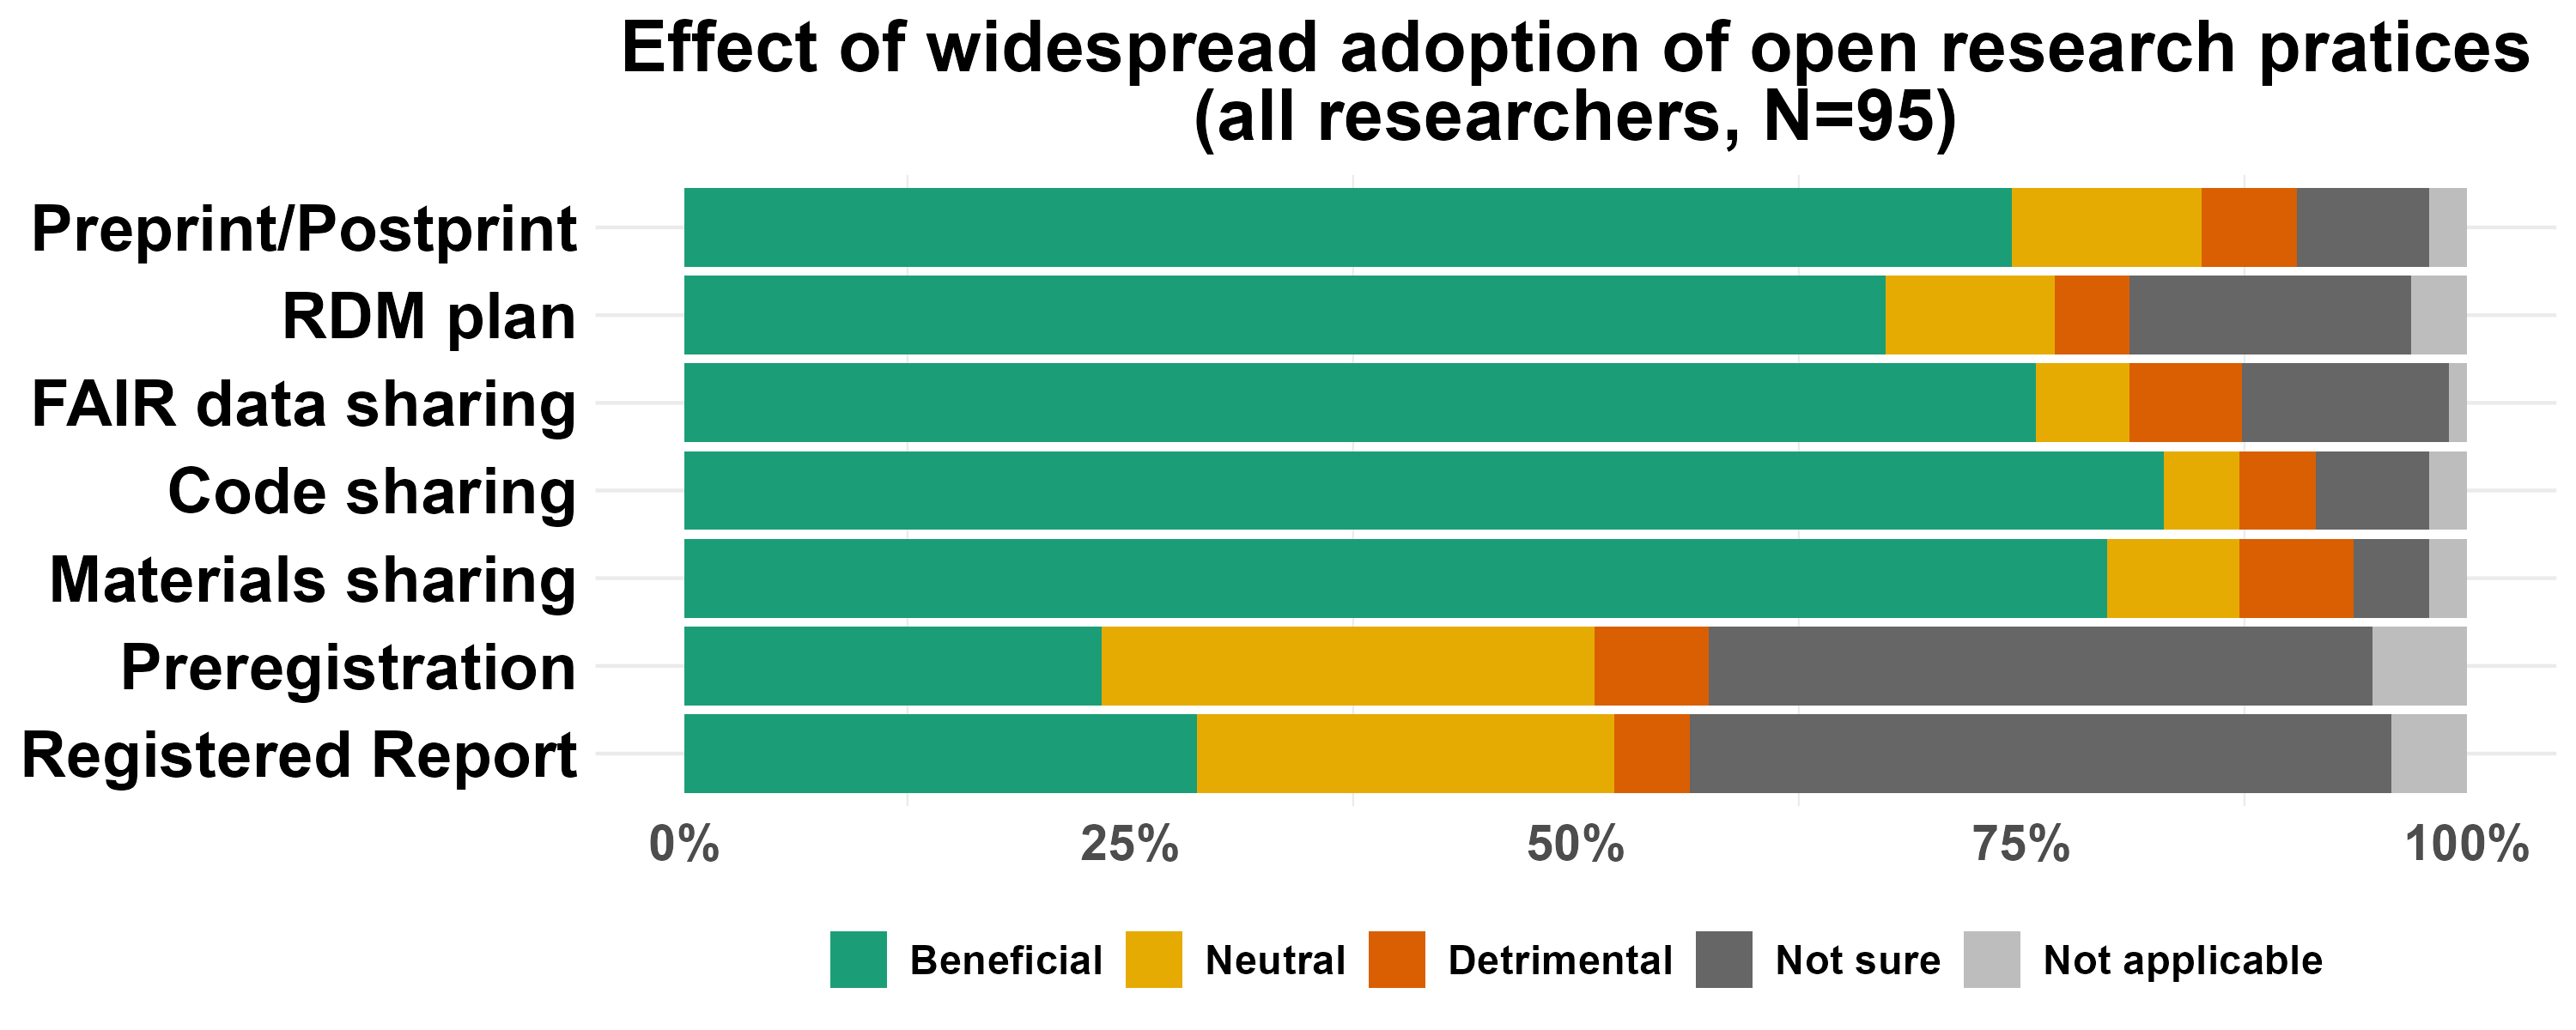 Effect of widespread adoption of open research pratices
(all researchers, N=95)
Preprint/Postprint
RDM plan
FAIR data sharing
Code sharing
Materials sharing
Preregistration
Registered Report
0% 25% 50% 75% 100%
Beneficial Neutral Detrimental Not sure Not applicable